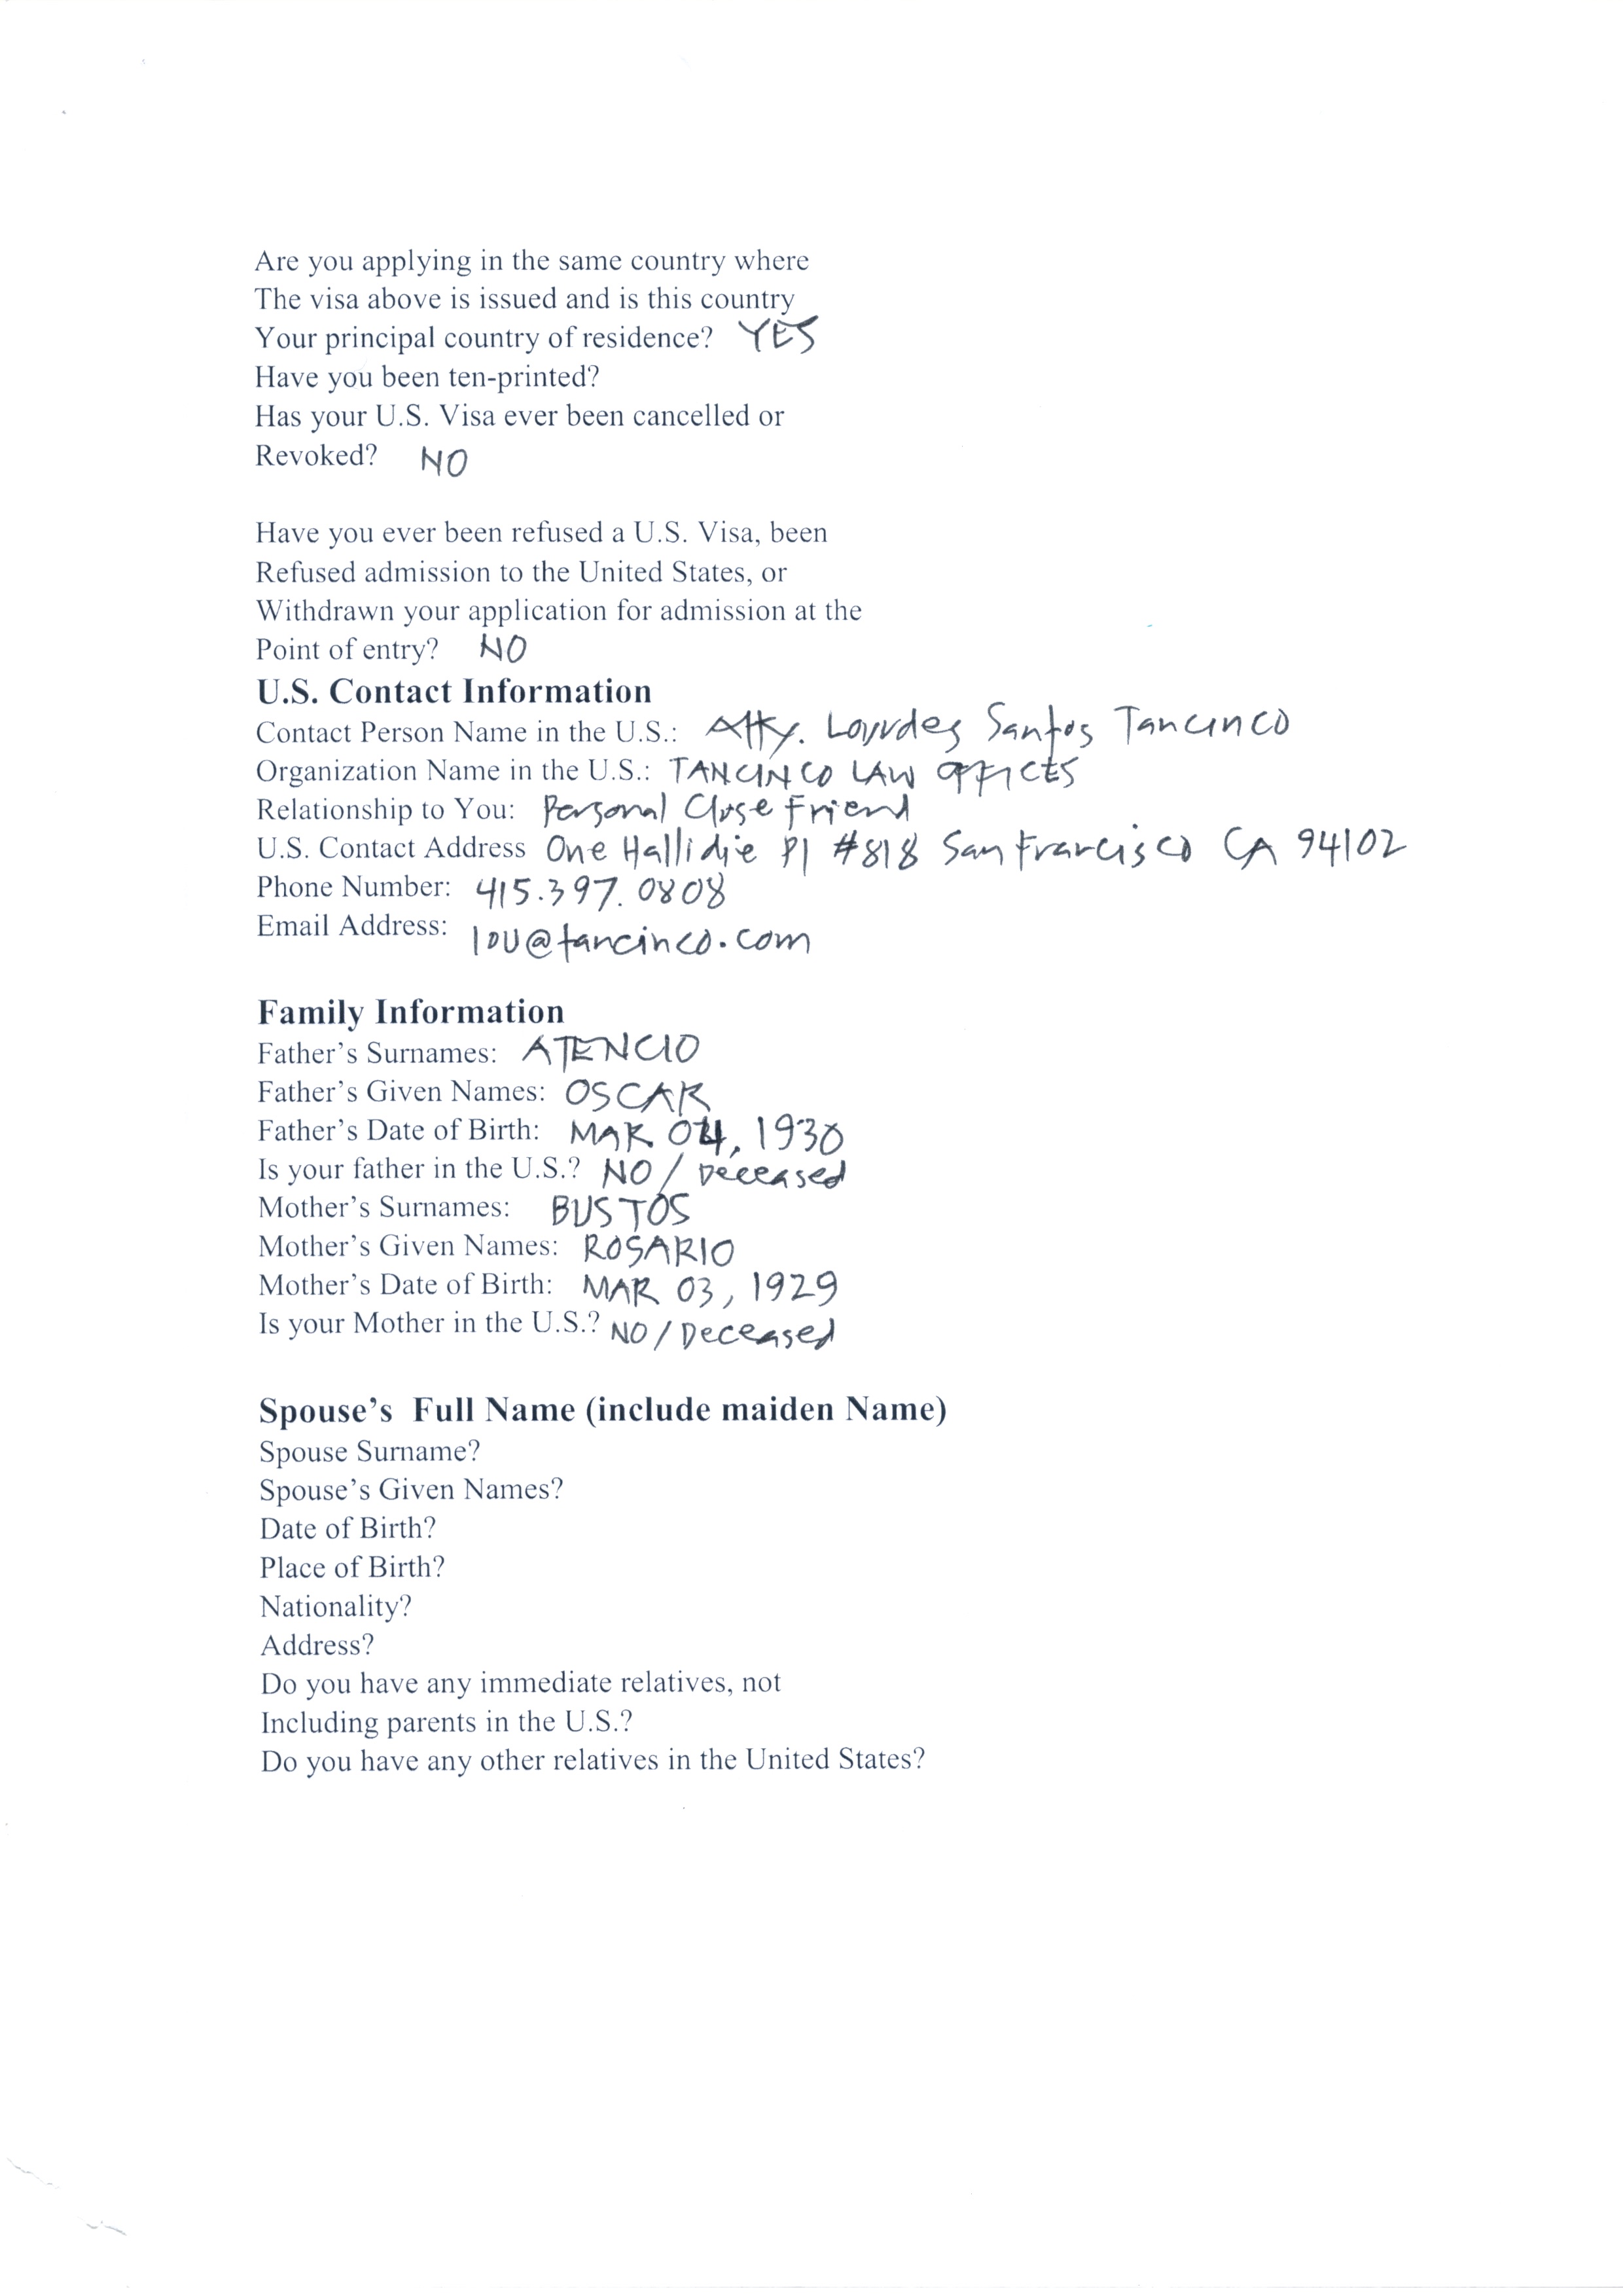 Are you applying in the same country where
The visa above is issued and is this country
Your principal country of residence? YES
Have you been ten-printed?
Has your U.S. Visa ever been cancelled or
Revoked? NO
Have you ever been refused a U.S. Visa, been
Refused admission to the United States, or
Withdrawn your application for admission at the
Point of entry? NO
U.S. Contact Information
Contact Person Name in the U.S.: Atty. Lourdes Santos Tancinco
Organization Name in the U.S.: TANCINCO LAW OFFICES
Relationship to You: Personal Close Friend
U.S. Contact Address One Hallidie Pl #818 San Francisco CA 94102
Phone Number: 415.397.0808
Email Address: lou@tancinco.com
Family Information
Father's Surnames: ATENCIO
Father's Given Names: OSCAR
Father's Date of Birth: MAR 04, 1930
Is your father in the U.S.? NO / Deceased
Mother's Surnames: BUSTOS
Mother's Given Names: ROSARIO
Mother's Date of Birth: MAR 03, 1929
Is your Mother in the U.S.? NO / Deceased
Spouse's Full Name (include maiden Name)
Spouse Surname?
Spouse's Given Names?
Date of Birth?
Place of Birth?
Nationality?
Address?
Do you have any immediate relatives, not
Including parents in the U.S.?
Do you have any other relatives in the United States?